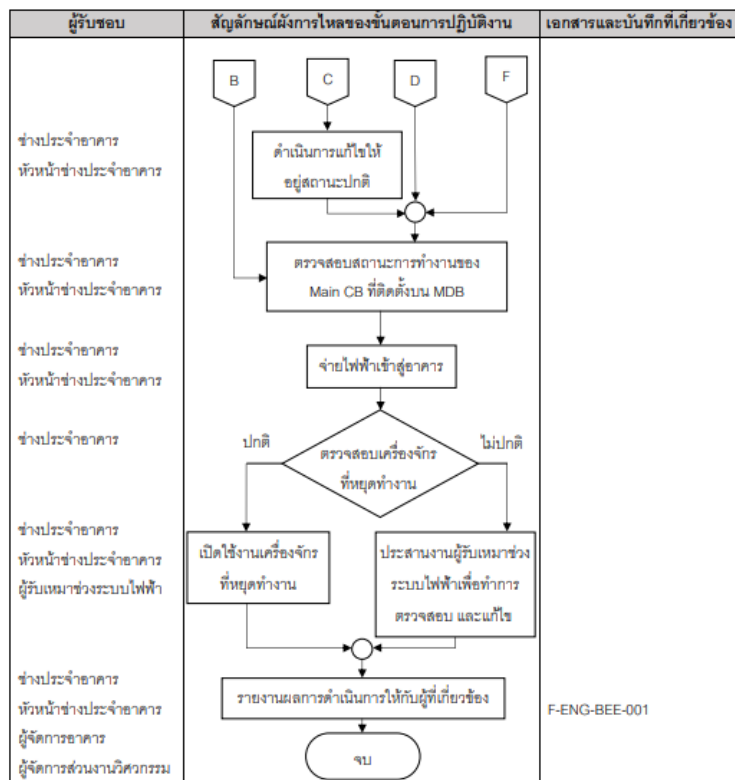 ผู้รับชอบ
สัญลักษณ์ผังการไหลของขั้นตอนการปฏิบัติงาน
เอกสารและบันทึกที่เกี่ยวข้อง
B
C
D
F
ช่างประจำอาคาร
หัวหน้าช่างประจำอาคาร
ดำเนินการแก้ไขให้
อยู่สถานะปกติ
ช่างประจำอาคาร
หัวหน้าช่างประจำอาคาร
ตรวจสอบสถานะการทำงานของ
Main CB ที่ติดตั้งบน MDB
ช่างประจำอาคาร
หัวหน้าช่างประจำอาคาร
จ่ายไฟฟ้าเข้าสู่อาคาร
ช่างประจำอาคาร
ปกติ
ไม่ปกติ
ตรวจสอบเครื่องจักร
ที่หยุดทำงาน
ช่างประจำอาคาร
หัวหน้าช่างประจำอาคาร
ผู้รับเหมาช่วงระบบไฟฟ้า
เปิดใช้งานเครื่องจักร
ที่หยุดทำงาน
ประสานงานผู้รับเหมาช่วง
ระบบไฟฟ้าเพื่อทำการ
ตรวจสอบ และแก้ไข
ช่างประจำอาคาร
หัวหน้าช่างประจำอาคาร
ผู้จัดการอาคาร
ผู้จัดการส่วนงานวิศวกรรม
รายงานผลการดำเนินการให้กับผู้ที่เกี่ยวข้อง
F-ENG-BEE-001
จบ